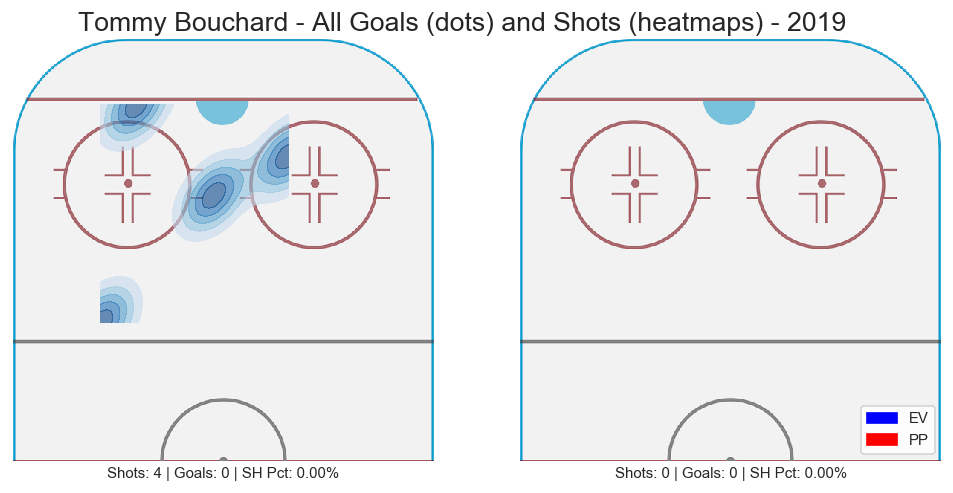 Tommy Bouchard - All Goals (dots) and Shots (heatmaps) - 2019
EV
PP
Shots: 4 | Goals: 0 | SH Pct: 0.00%
Shots: 0 | Goals: 0 | SH Pct: 0.00%